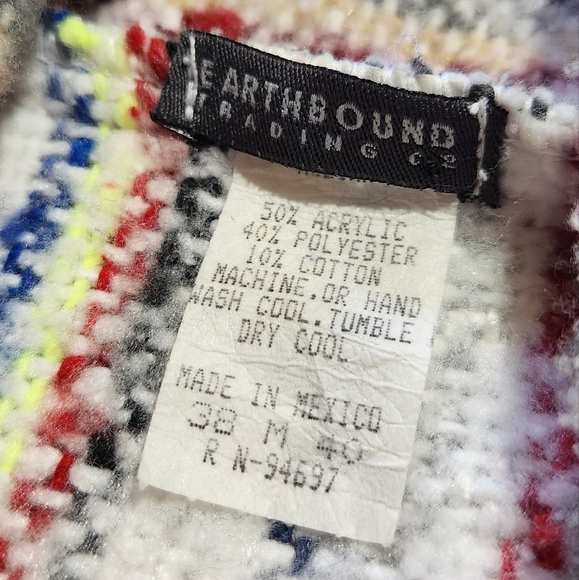 EARTHBOUND
TRADING Co
50% ACRYLIC
40% POLYESTER
10% COTTON
MACHINE.OR HAND
WASH COOL.TUMBLE
DRY COOL
MADE IN MEXICO
38 M 40
R N-94697